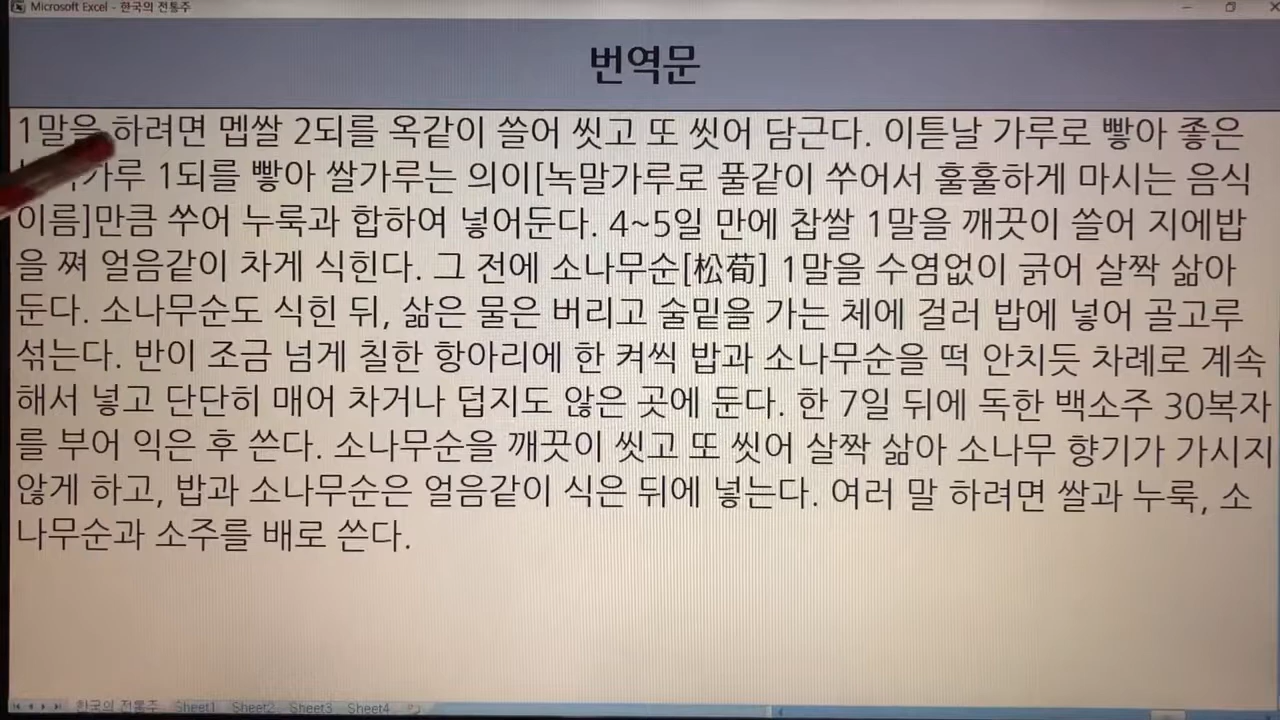 Microsoft Excel - 한국의 전통주
번역문
1말을 하려면 멥쌀 2되를 옥같이 쓸어 씻고 또 씻어 담근다. 이튿날 가루로 빻아 좋은
가루 1되를 빻아 쌀가루는 의이[녹말가루로 풀같이 쑤어서 훌훌하게 마시는 음식
이름]만큼 쑤어 누룩과 합하여 넣어둔다. 4~5일 만에 찹쌀 1말을 깨끗이 쓸어 지에밥
을 쪄 얼음같이 차게 식힌다. 그 전에 소나무순[松荀] 1말을 수염없이 긁어 살짝 삶아
둔다. 소나무순도 식힌 뒤, 삶은 물은 버리고 술밑을 가는 체에 걸러 밥에 넣어 골고루
섞는다. 반이 조금 넘게 칠한 항아리에 한 켜씩 밥과 소나무순을 떡 안치듯 차례로 계속
해서 넣고 단단히 매어 차거나 덥지도 않은 곳에 둔다. 한 7일 뒤에 독한 백소주 30복자
를 부어 익은 후 쓴다. 소나무순을 깨끗이 씻고 또 씻어 살짝 삶아 소나무 향기가 가시지
않게 하고, 밥과 소나무순은 얼음같이 식은 뒤에 넣는다. 여러 말 하려면 쌀과 누룩, 소
나무순과 소주를 배로 쓴다.
한국의 전통주 Sheet1 Sheet2 Sheet3 Sheet4